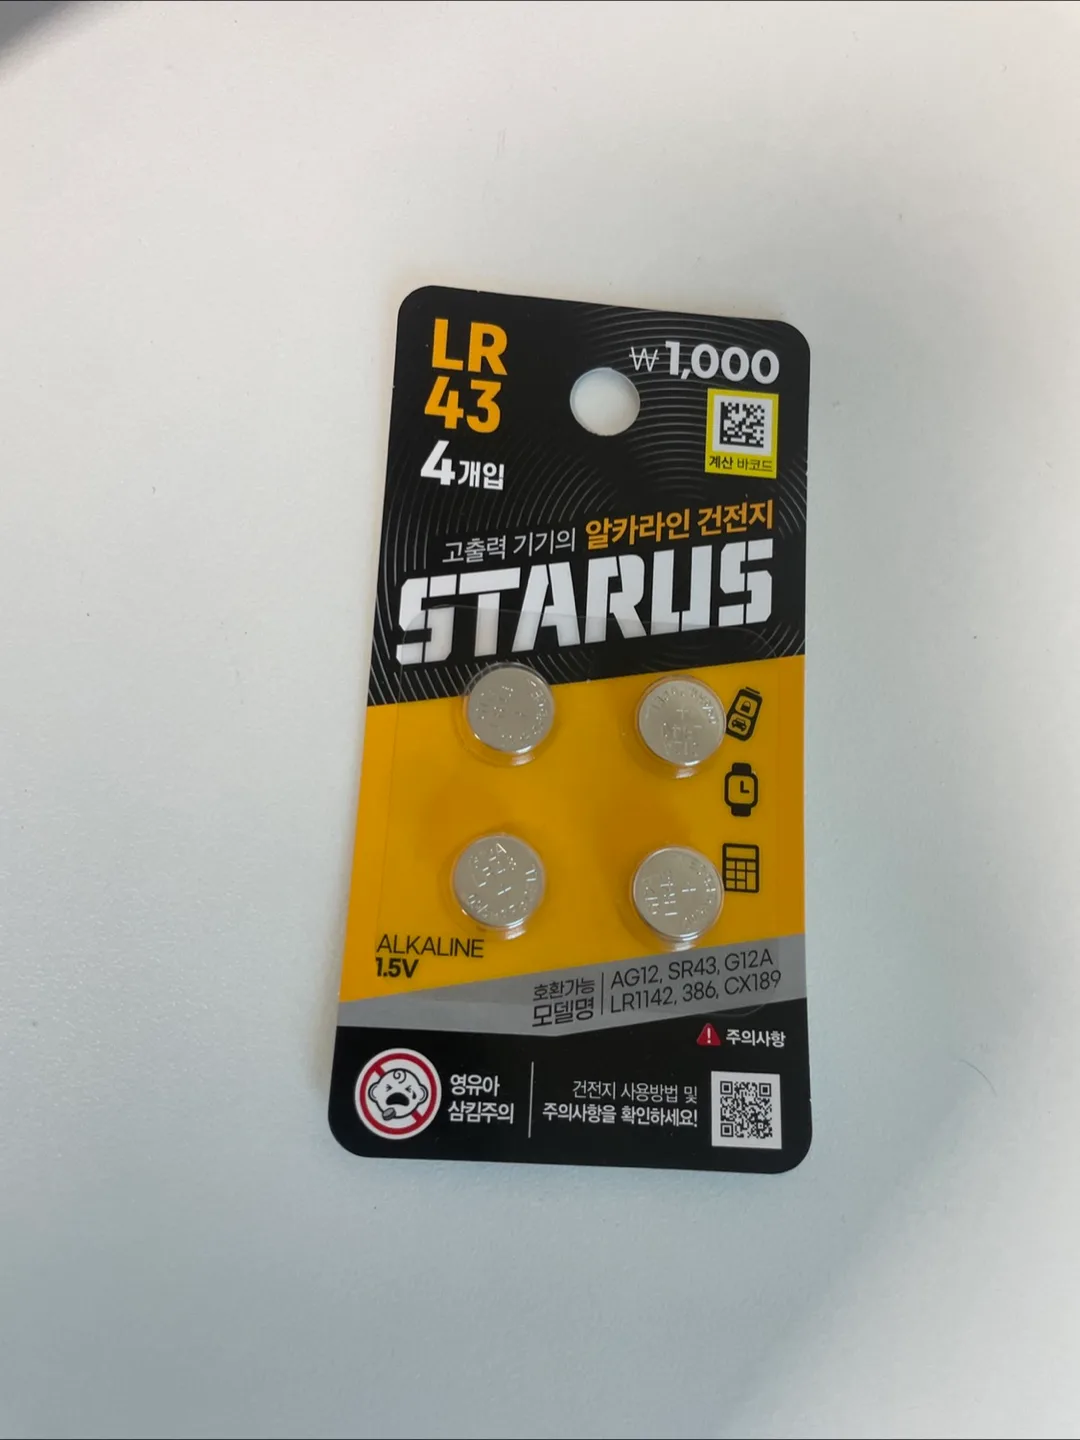 LR
43
4개입
₩1,000
계산 바코드
고출력 기기의 알카라인 건전지
STARUS
ALKALINE
1.5V
호환가능
모델명
AG12, SR43, G12A
LR1142, 386, CX189
주의사항
영유아
삼킴주의
건전지 사용방법 및
주의사항을 확인하세요!